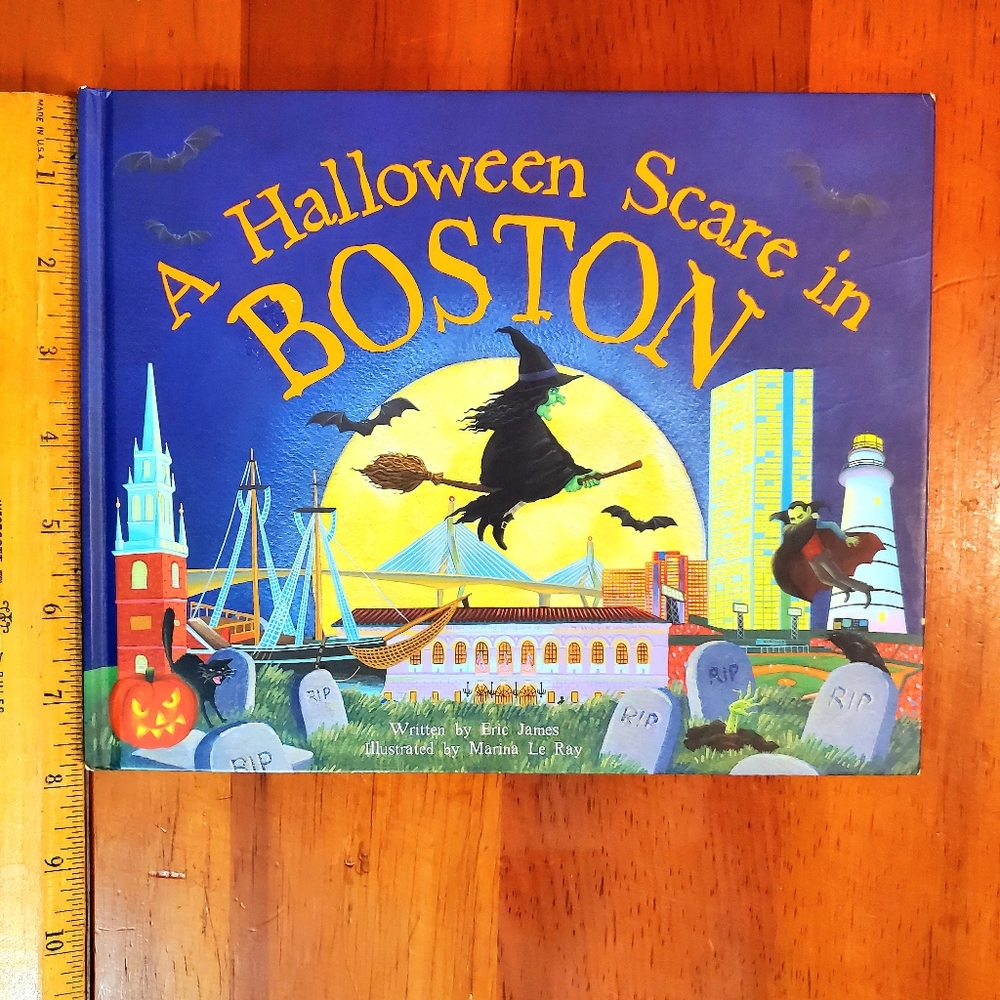 A Halloween Scare in
BOSTON
Written by Eric James
Illustrated by Marina Le Ray
RIP
RIP
RIP
RIP
RIP
MADE IN U.S.A.
1
2
3
4
5
6
7
8
9
10